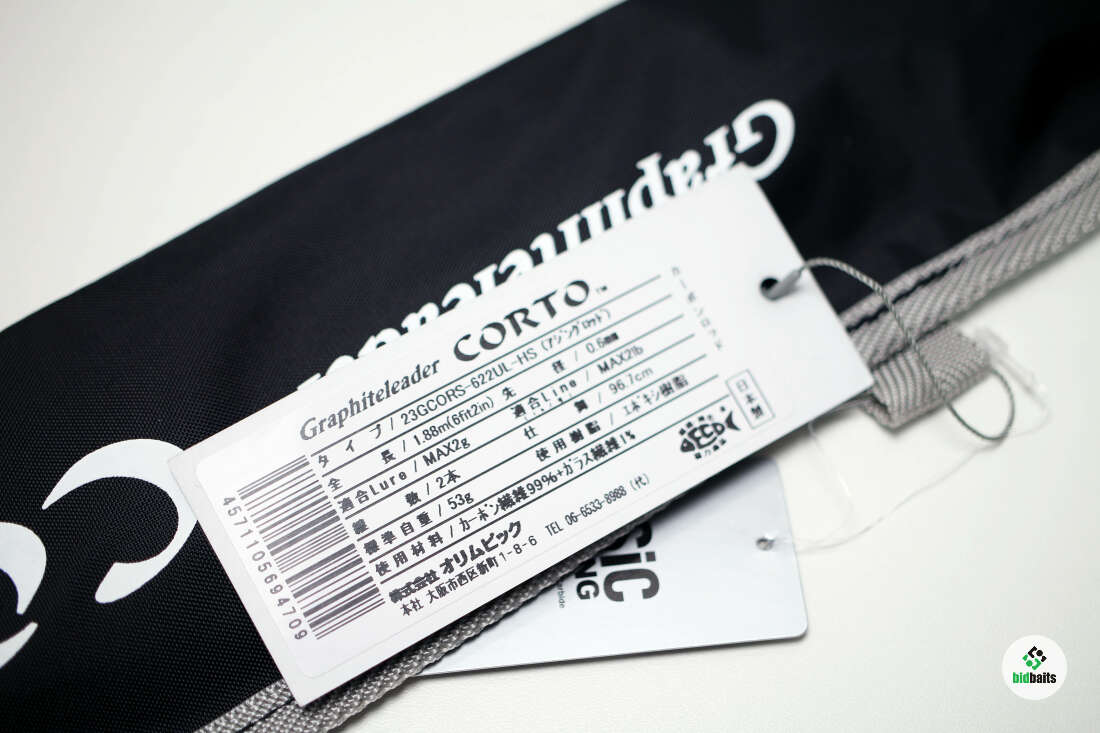 Graphiteleader
Graphiteleader CORTO™
カーボンロッド
タイプ / 23GCORS-622UL-HS (アジングロッド)
全長 / 1.88m(6fit2in) 先径 / 0.6mm
適合Lure / MAX2g 適合Line / MAX2lb
継数 / 2本 仕舞 / 96.7cm
標準自重 / 53g 使用樹脂 / エポキシ樹脂
使用材料 / カーボン繊維99%+ガラス繊維1%
株式会社 オリムピック
本社 大阪市西区新町1-8-6 TEL 06-6533-8988 (代)
日本製
ECO
4571105694709
SiC
bidbaits